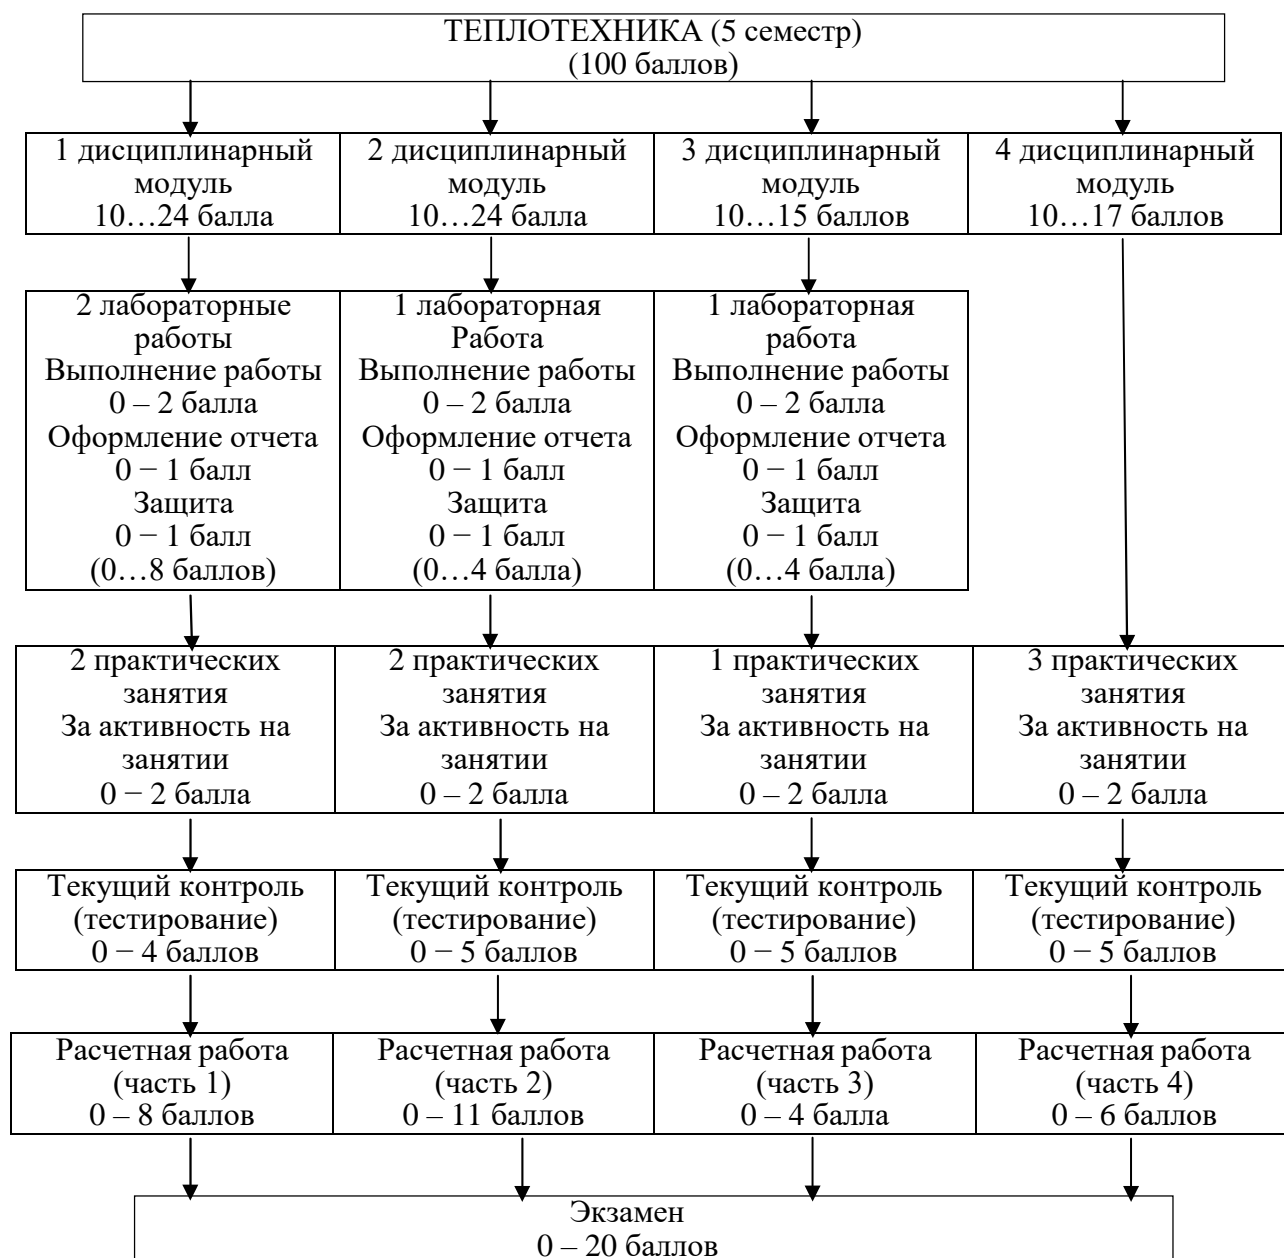 ТЕПЛОТЕХНИКА (5 семестр)
(100 баллов)
1 дисциплинарный
модуль
10…24 балла
2 дисциплинарный
модуль
10…24 балла
3 дисциплинарный
модуль
10…15 баллов
4 дисциплинарный
модуль
10…17 баллов
2 лабораторные
работы
Выполнение работы
0 – 2 балла
Оформление отчета
0 − 1 балл
Защита
0 − 1 балл
(0…8 баллов)
1 лабораторная
Работа
Выполнение работы
0 – 2 балла
Оформление отчета
0 − 1 балл
Защита
0 − 1 балл
(0…4 балла)
1 лабораторная
работа
Выполнение работы
0 – 2 балла
Оформление отчета
0 − 1 балл
Защита
0 − 1 балл
(0…4 балла)
2 практических
занятия
За активность на
занятии
0 − 2 балла
2 практических
занятия
За активность на
занятии
0 – 2 балла
1 практических
занятия
За активность на
занятии
0 – 2 балла
3 практических
занятия
За активность на
занятии
0 – 2 балла
Текущий контроль
(тестирование)
0 − 4 баллов
Текущий контроль
(тестирование)
0 − 5 баллов
Текущий контроль
(тестирование)
0 − 5 баллов
Текущий контроль
(тестирование)
0 − 5 баллов
Расчетная работа
(часть 1)
0 – 8 баллов
Расчетная работа
(часть 2)
0 – 11 баллов
Расчетная работа
(часть 3)
0 – 4 балла
Расчетная работа
(часть 4)
0 – 6 баллов
Экзамен
0 – 20 баллов